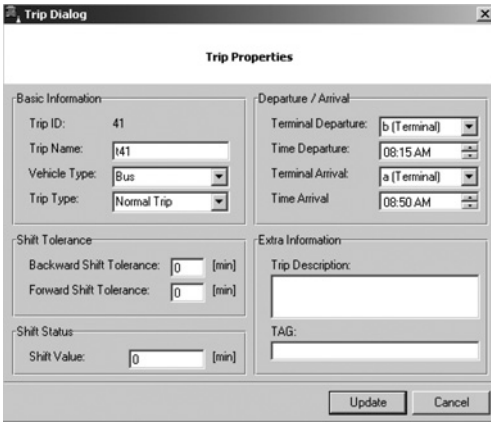 Trip Dialog
Trip Properties
Basic Information
Trip ID: 41
Trip Name: t41
Vehicle Type: Bus
Trip Type: Normal Trip
Departure / Arrival
Terminal Departure: b (Terminal)
Time Departure: 08:15 AM
Terminal Arrival: a (Terminal)
Time Arrival 08:50 AM
Shift Tolerance
Backward Shift Tolerance: 0 [min]
Forward Shift Tolerance: 0 [min]
Shift Status
Shift Value: 0 [min]
Extra Information
Trip Description:
TAG:
Update Cancel